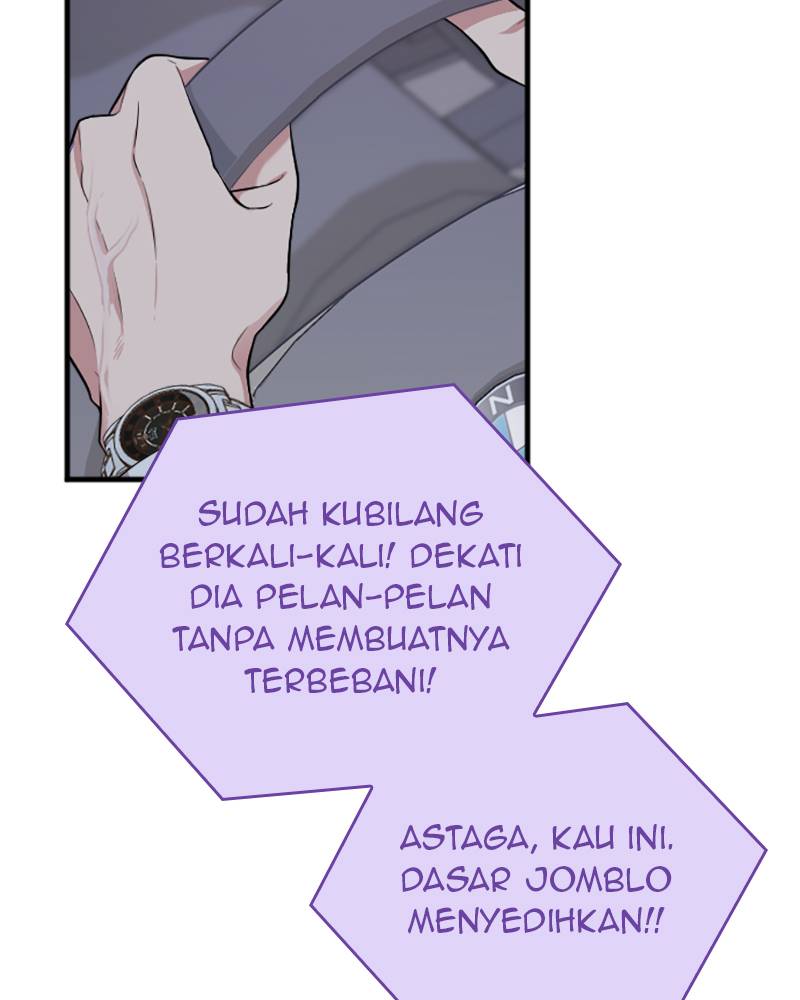 SUDAH KUBILANG
BERKALI-KALI! DEKATI
DIA PELAN-PELAN
TANPA MEMBUATNYA
TERBEBANI!
ASTAGA, KAU INI.
DASAR JOMBLO
MENYEDIHKAN!!